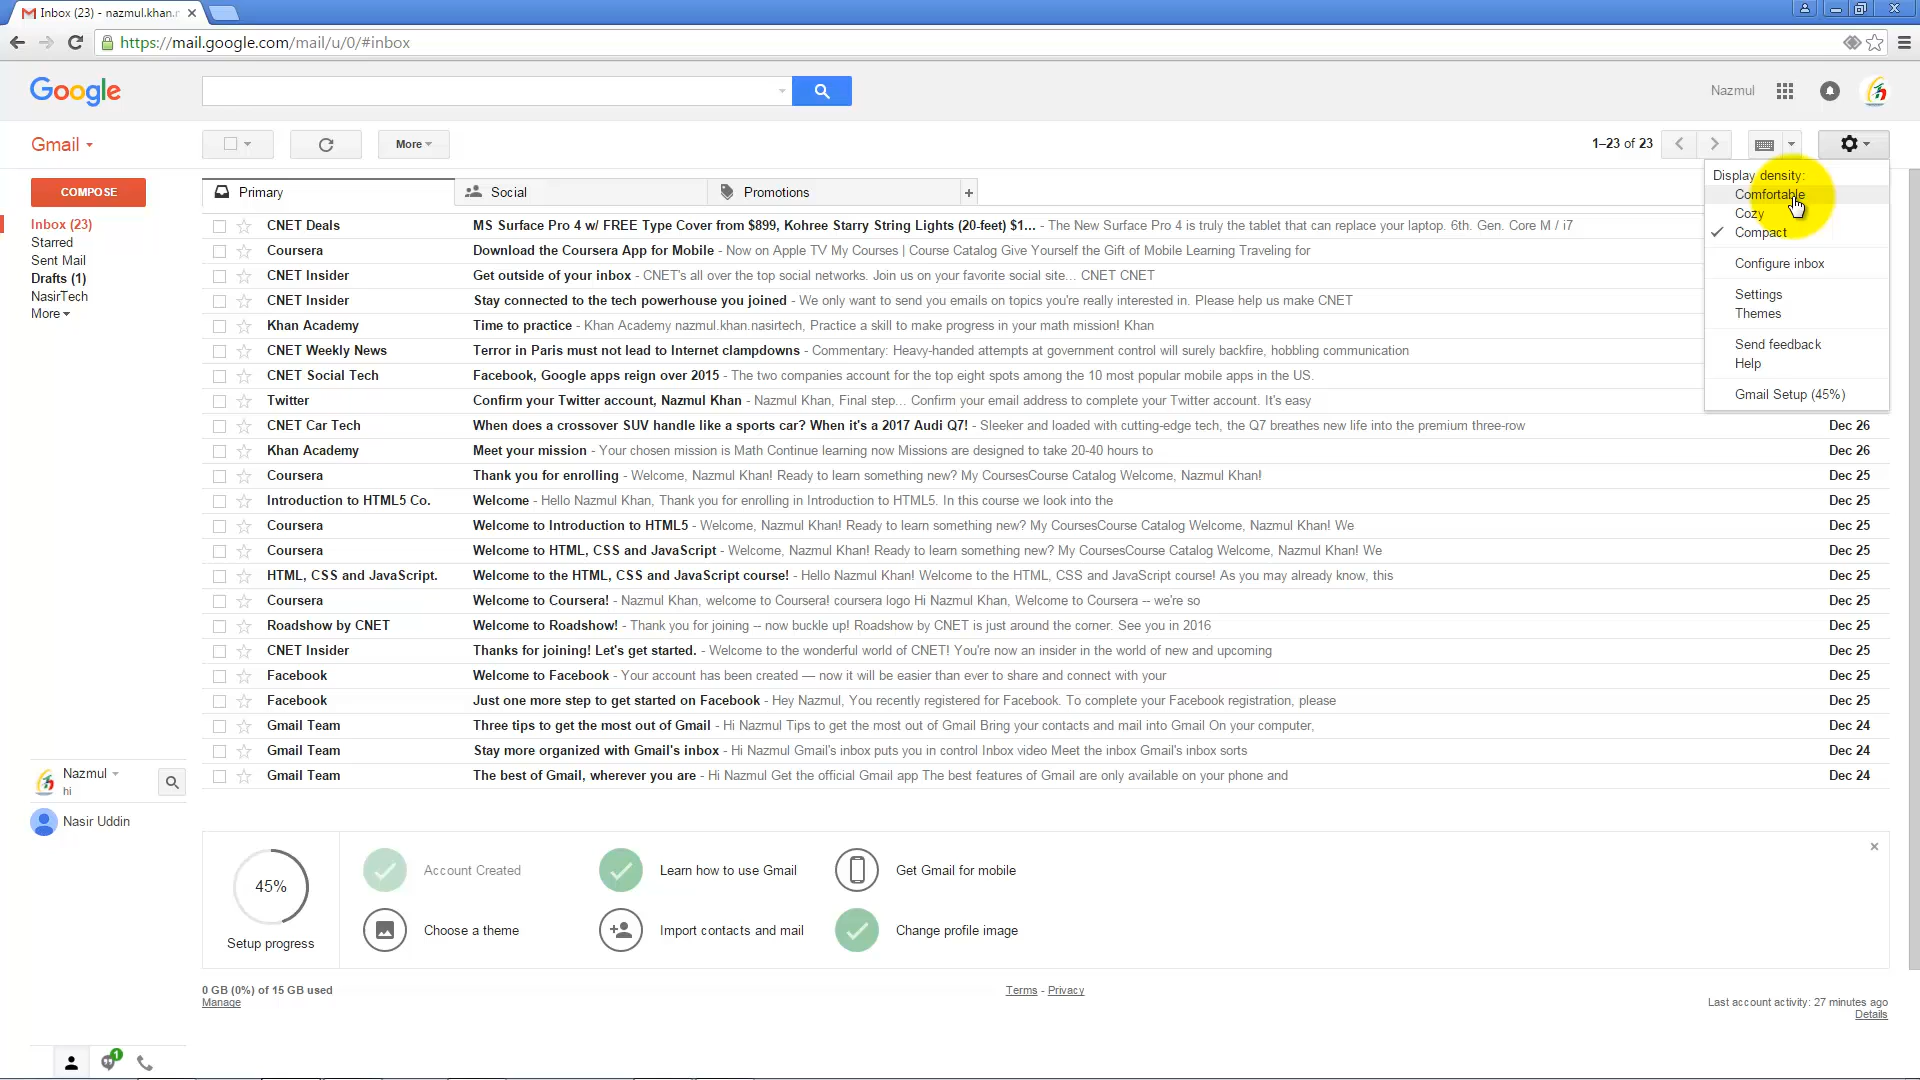 Inbox (23) - nazmul.khan.n
https://mail.google.com/mail/u/0/#inbox
Google
Nazmul
Gmail
More
1–23 of 23
Display density:
Comfortable
Cozy
Compact
Configure inbox
Settings
Themes
Send feedback
Help
Gmail Setup (45%)
COMPOSE
Inbox (23)
Starred
Sent Mail
Drafts (1)
NasirTech
More
Primary Social Promotions
CNET Deals MS Surface Pro 4 w/ FREE Type Cover from $899, Kohree Starry String Lights (20-feet) $1... - The New Surface Pro 4 is truly the tablet that can replace your laptop. 6th. Gen. Core M / i7
Coursera Download the Coursera App for Mobile - Now on Apple TV My Courses | Course Catalog Give Yourself the Gift of Mobile Learning Traveling for
CNET Insider Get outside of your inbox - CNET's all over the top social networks. Join us on your favorite social site... CNET CNET
CNET Insider Stay connected to the tech powerhouse you joined - We only want to send you emails on topics you're really interested in. Please help us make CNET
Khan Academy Time to practice - Khan Academy nazmul.khan.nasirtech, Practice a skill to make progress in your math mission! Khan
CNET Weekly News Terror in Paris must not lead to Internet clampdowns - Commentary: Heavy-handed attempts at government control will surely backfire, hobbling communication
CNET Social Tech Facebook, Google apps reign over 2015 - The two companies account for the top eight spots among the 10 most popular mobile apps in the US.
Twitter Confirm your Twitter account, Nazmul Khan - Nazmul Khan, Final step... Confirm your email address to complete your Twitter account. It's easy
CNET Car Tech When does a crossover SUV handle like a sports car? When it's a 2017 Audi Q7! - Sleeker and loaded with cutting-edge tech, the Q7 breathes new life into the premium three-row Dec 26
Khan Academy Meet your mission - Your chosen mission is Math Continue learning now Missions are designed to take 20-40 hours to Dec 26
Coursera Thank you for enrolling - Welcome, Nazmul Khan! Ready to learn something new? My CoursesCourse Catalog Welcome, Nazmul Khan! Dec 25
Introduction to HTML5 Co. Welcome - Hello Nazmul Khan, Thank you for enrolling in Introduction to HTML5. In this course we look into the Dec 25
Coursera Welcome to Introduction to HTML5 - Welcome, Nazmul Khan! Ready to learn something new? My CoursesCourse Catalog Welcome, Nazmul Khan! We Dec 25
Coursera Welcome to HTML, CSS and JavaScript - Welcome, Nazmul Khan! Ready to learn something new? My CoursesCourse Catalog Welcome, Nazmul Khan! We Dec 25
HTML, CSS and JavaScript. Welcome to the HTML, CSS and JavaScript course! - Hello Nazmul Khan! Welcome to the HTML, CSS and JavaScript course! As you may already know, this Dec 25
Coursera Welcome to Coursera! - Nazmul Khan, welcome to Coursera! coursera logo Hi Nazmul Khan, Welcome to Coursera -- we're so Dec 25
Roadshow by CNET Welcome to Roadshow! - Thank you for joining -- now buckle up! Roadshow by CNET is just around the corner. See you in 2016 Dec 25
CNET Insider Thanks for joining! Let's get started. - Welcome to the wonderful world of CNET! You're now an insider in the world of new and upcoming Dec 25
Facebook Welcome to Facebook - Your account has been created — now it will be easier than ever to share and connect with your Dec 25
Facebook Just one more step to get started on Facebook - Hey Nazmul, You recently registered for Facebook. To complete your Facebook registration, please Dec 25
Gmail Team Three tips to get the most out of Gmail - Hi Nazmul Tips to get the most out of Gmail Bring your contacts and mail into Gmail On your computer, Dec 24
Gmail Team Stay more organized with Gmail's inbox - Hi Nazmul Gmail's inbox puts you in control Inbox video Meet the inbox Gmail's inbox sorts Dec 24
Gmail Team The best of Gmail, wherever you are - Hi Nazmul Get the official Gmail app The best features of Gmail are only available on your phone and Dec 24
Nazmul
hi
Nasir Uddin
45%
Setup progress
Account Created Learn how to use Gmail Get Gmail for mobile
Choose a theme Import contacts and mail Change profile image
0 GB (0%) of 15 GB used
Manage
Terms - Privacy
Last account activity: 27 minutes ago
Details
1